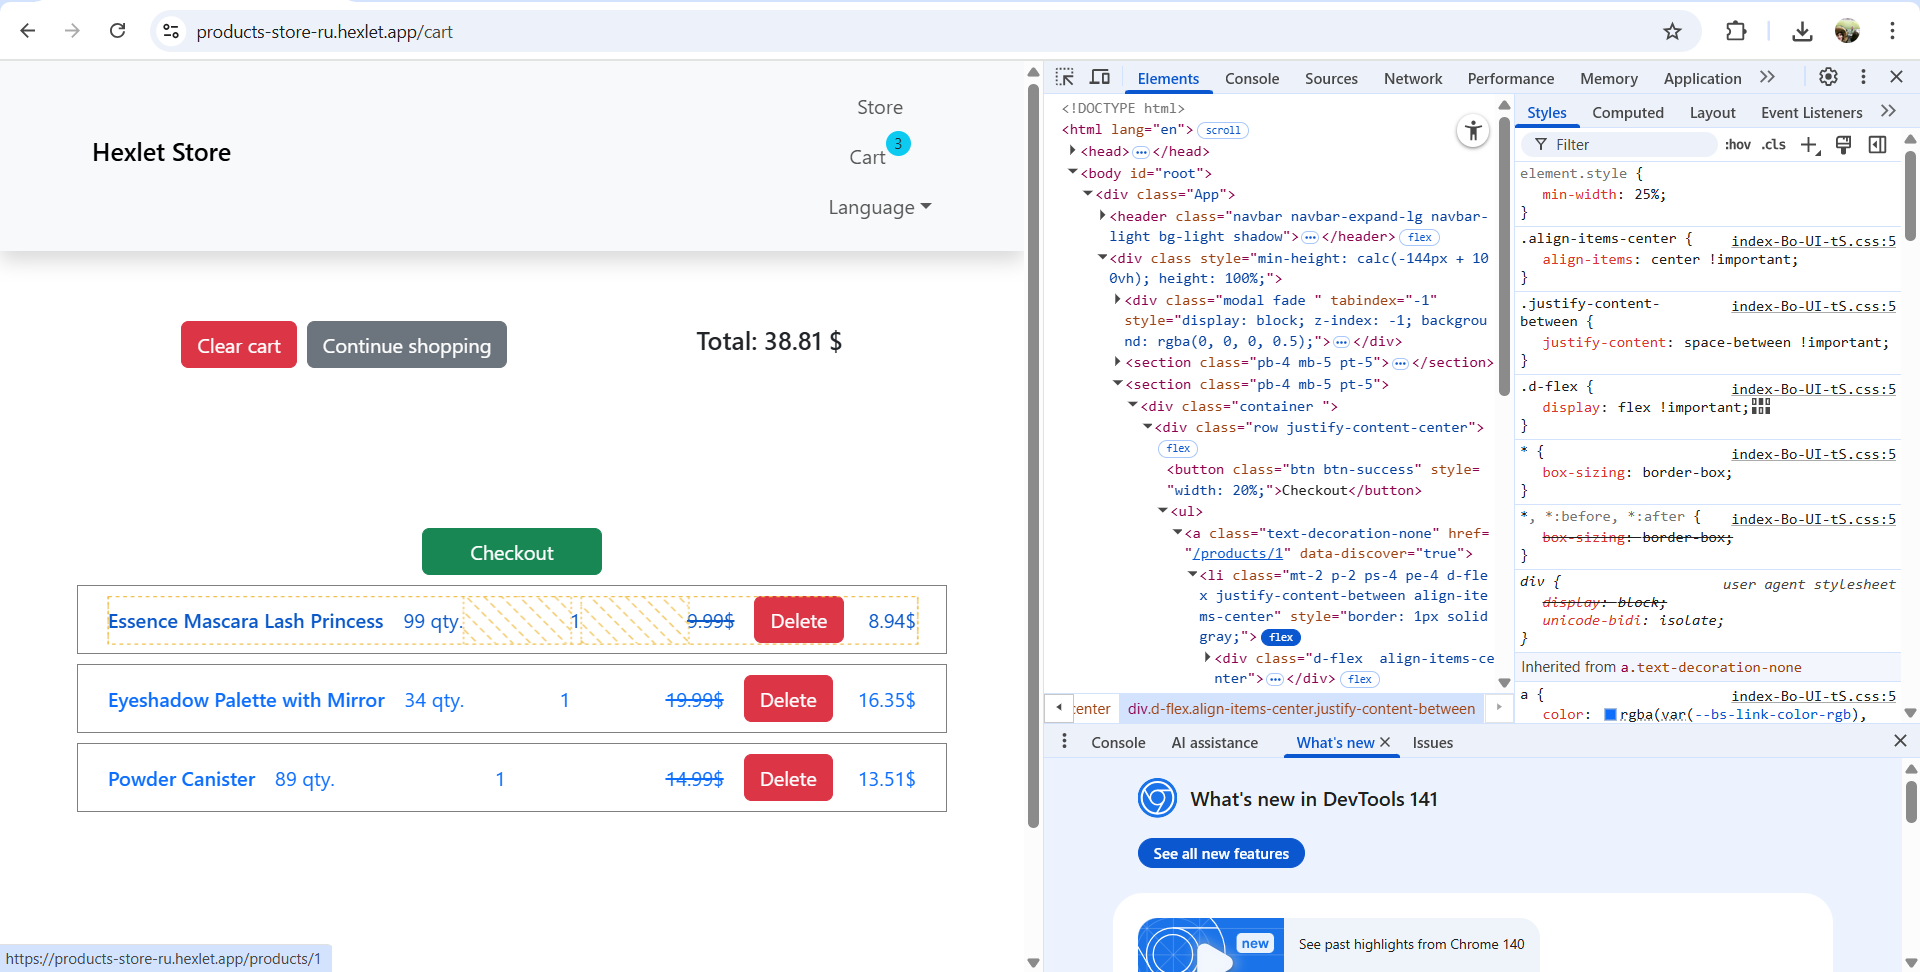 products-store-ru.hexlet.app/cart
Hexlet Store
Store
Cart 3
Language
Clear cart
Continue shopping
Total: 38.81 $
Checkout
Essence Mascara Lash Princess 99 qty. 1 9.99$ Delete 8.94$
Eyeshadow Palette with Mirror 34 qty. 1 19.99$ Delete 16.35$
Powder Canister 89 qty. 1 14.99$ Delete 13.51$
https://products-store-ru.hexlet.app/products/1
Elements Console Sources Network Performance Memory Application
<!DOCTYPE html>
<html lang="en"> scroll
<head> ••• </head>
<body id="root">
<div class="App">
<header class="navbar navbar-expand-lg navbar-
light bg-light shadow"> ••• </header> flex
<div class style="min-height: calc(-144px + 10
0vh); height: 100%;">
<div class="modal fade " tabindex="-1"
style="display: block; z-index: -1; backgrou
nd: rgba(0, 0, 0, 0.5);"> ••• </div>
<section class="pb-4 mb-5 pt-5"> ••• </section>
<section class="pb-4 mb-5 pt-5">
<div class="container ">
<div class="row justify-content-center">
flex
<button class="btn btn-success" style=
"width: 20%;">Checkout</button>
<ul>
<a class="text-decoration-none" href=
"/products/1" data-discover="true">
<li class="mt-2 p-2 ps-4 pe-4 d-fle
x justify-content-between align-ite
ms-center" style="border: 1px solid
gray;"> flex
<div class="d-flex  align-items-ce
nter"> ••• </div> flex
center div.d-flex.align-items-center.justify-content-between
Styles Computed Layout Event Listeners
Filter :hov .cls
element.style {
min-width: 25%;
}
.align-items-center { index-Bo-UI-tS.css:5
align-items: center !important;
}
.justify-content- index-Bo-UI-tS.css:5
between {
justify-content: space-between !important;
}
.d-flex { index-Bo-UI-tS.css:5
display: flex !important;
}
* { index-Bo-UI-tS.css:5
box-sizing: border-box;
}
*, *:before, *:after { index-Bo-UI-tS.css:5
box-sizing: border-box;
}
div { user agent stylesheet
display: block;
unicode-bidi: isolate;
}
Inherited from a.text-decoration-none
a { index-Bo-UI-tS.css:5
color: rgba(var(--bs-link-color-rgb),
Console AI assistance What's new Issues
What's new in DevTools 141
See all new features
new
See past highlights from Chrome 140